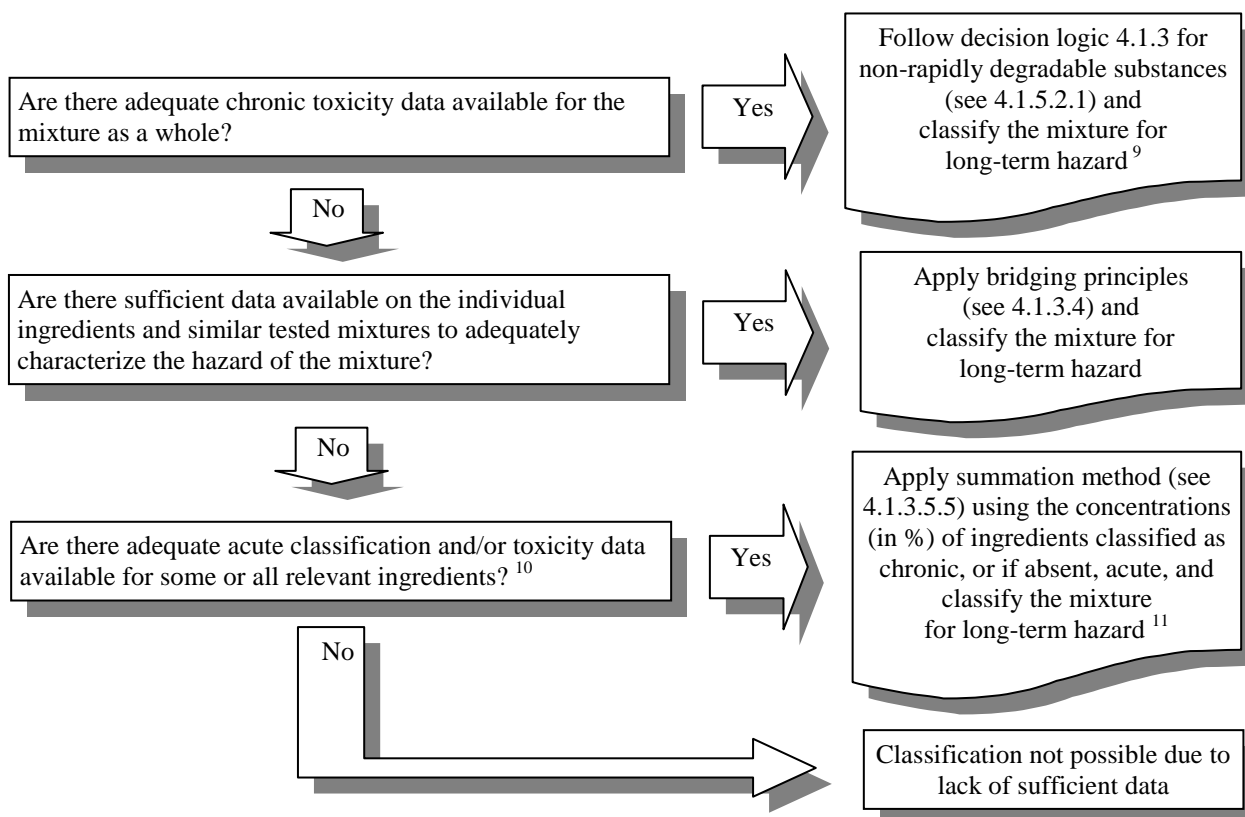 Are there adequate chronic toxicity data available for the
mixture as a whole?
Yes
Follow decision logic 4.1.3 for
non-rapidly degradable substances
(see 4.1.5.2.1) and
classify the mixture for
long-term hazard 9
No
Are there sufficient data available on the individual
ingredients and similar tested mixtures to adequately
characterize the hazard of the mixture?
Yes
Apply bridging principles
(see 4.1.3.4) and
classify the mixture for
long-term hazard
No
Are there adequate acute classification and/or toxicity data
available for some or all relevant ingredients? 10
Yes
Apply summation method (see
4.1.3.5.5) using the concentrations
(in %) of ingredients classified as
chronic, or if absent, acute, and
classify the mixture
for long-term hazard 11
No
Classification not possible due to
lack of sufficient data